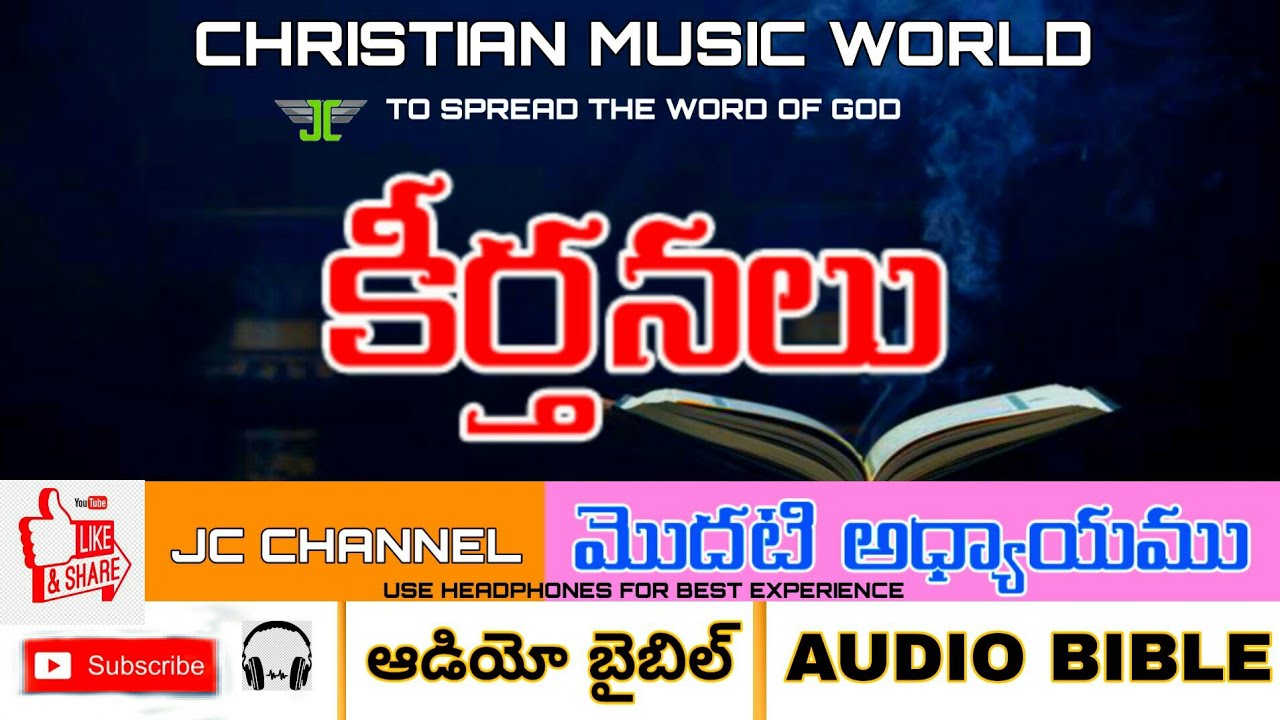 CHRISTIAN MUSIC WORLD
JC TO SPREAD THE WORD OF GOD
కీర్తనలు
YouTube
LIKE
& SHARE
JC CHANNEL
మొదటి అధ్యాయము
USE HEADPHONES FOR BEST EXPERIENCE
Subscribe
ఆడియో బైబిల్
AUDIO BIBLE